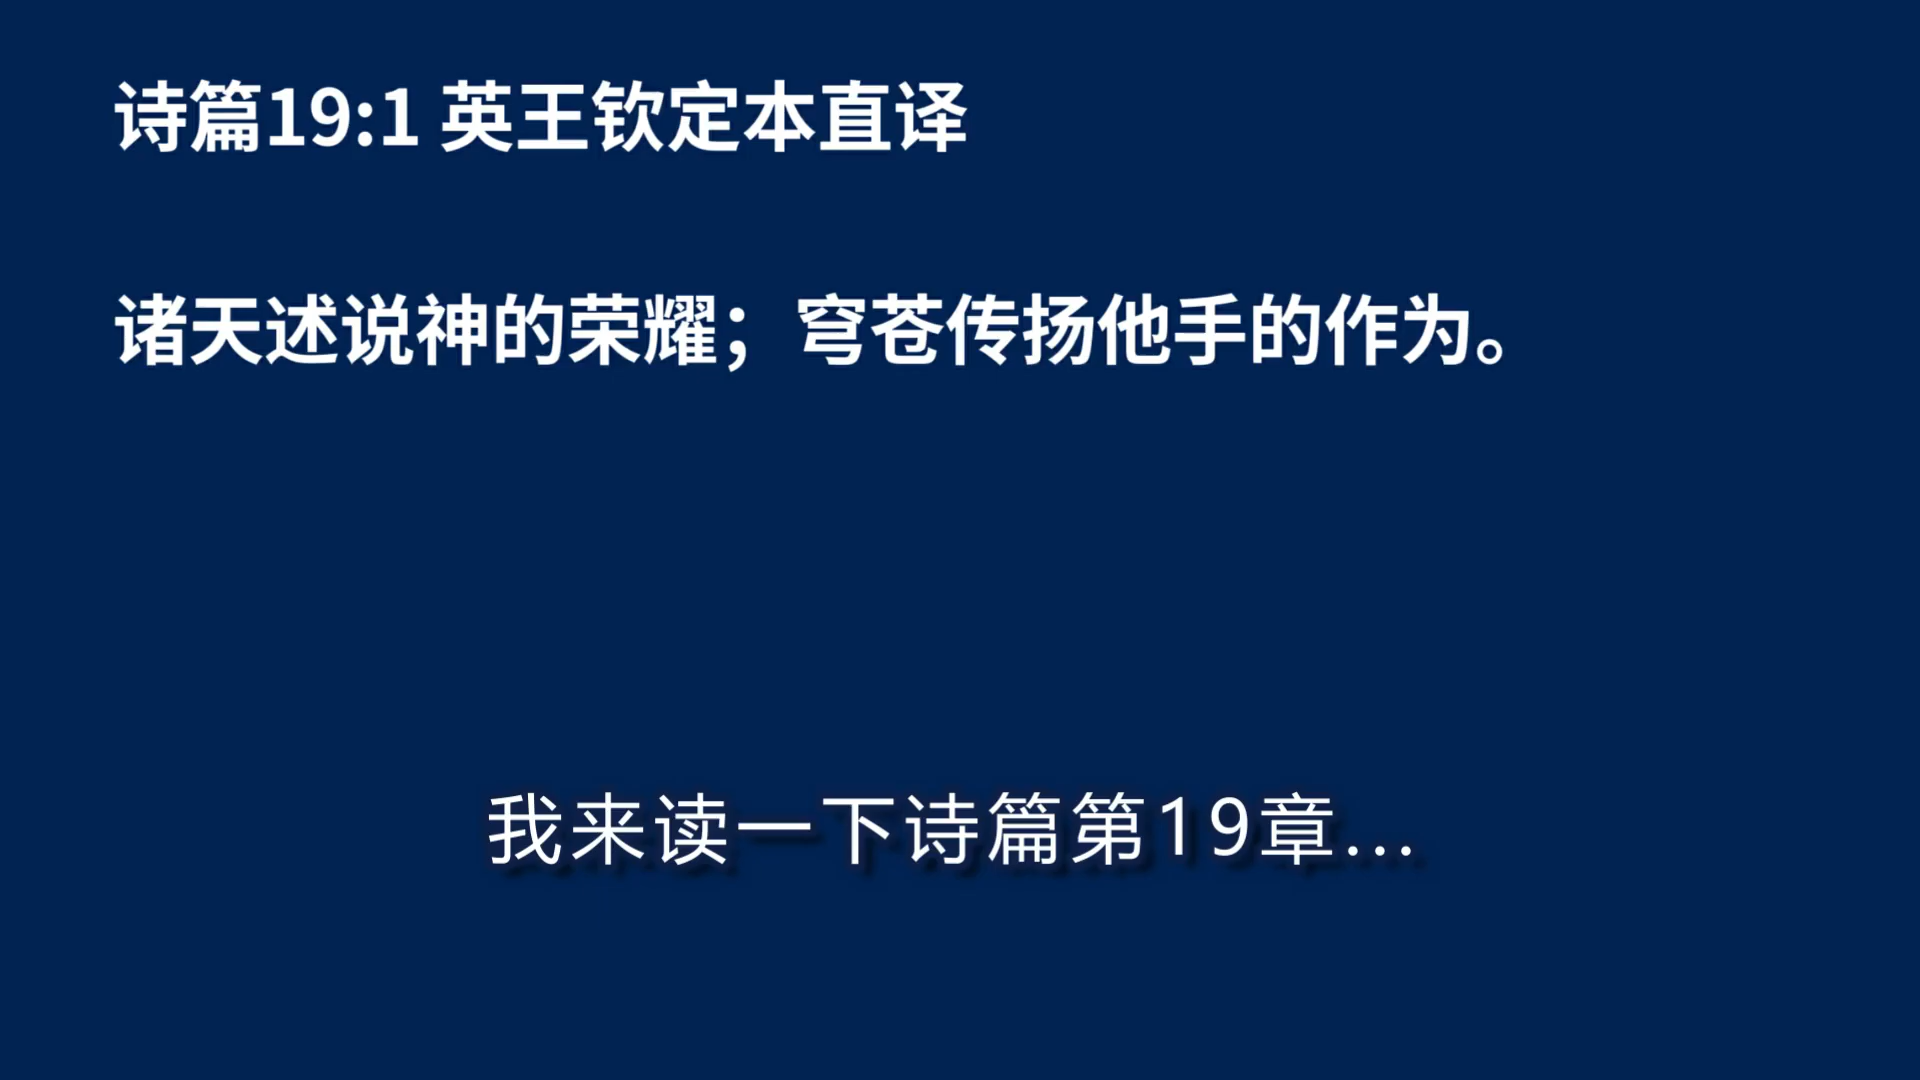 诗篇19:1 英王钦定本直译
诸天述说神的荣耀；穹苍传扬他手的作为。
我来读一下诗篇第19章...